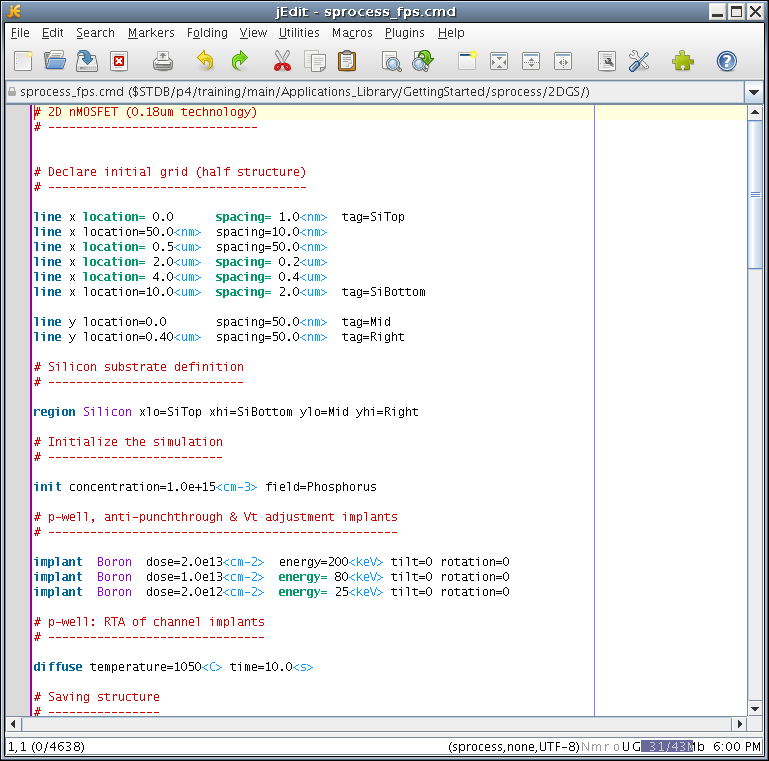 jEdit - sprocess_fps.cmd
File Edit Search Markers Folding View Utilities Macros Plugins Help
sprocess_fps.cmd ($STDB/p4/training/main/Applications_Library/GettingStarted/sprocess/2DGS/)
# 2D nMOSFET (0.18um technology)
# ------------------------------
# Declare initial grid (half structure)
# -------------------------------------
line x location= 0.0      spacing= 1.0<nm>  tag=SiTop
line x location=50.0<nm>  spacing=10.0<nm>
line x location= 0.5<um>  spacing=50.0<nm>
line x location= 2.0<um>  spacing= 0.2<um>
line x location= 4.0<um>  spacing= 0.4<um>
line x location=10.0<um>  spacing= 2.0<um>  tag=SiBottom
line y location=0.0       spacing=50.0<nm>  tag=Mid
line y location=0.40<um>  spacing=50.0<nm>  tag=Right
# Silicon substrate definition
# ----------------------------
region Silicon xlo=SiTop xhi=SiBottom ylo=Mid yhi=Right
# Initialize the simulation
# -------------------------
init concentration=1.0e+15<cm-3> field=Phosphorus
# p-well, anti-punchthrough & Vt adjustment implants
# --------------------------------------------------
implant  Boron  dose=2.0e13<cm-2>  energy=200<keV> tilt=0 rotation=0
implant  Boron  dose=1.0e13<cm-2>  energy= 80<keV> tilt=0 rotation=0
implant  Boron  dose=2.0e12<cm-2>  energy= 25<keV> tilt=0 rotation=0
# p-well: RTA of channel implants
# -------------------------------
diffuse temperature=1050<C> time=10.0<s>
# Saving structure
# ----------------
1,1 (0/4638) (sprocess,none,UTF-8)NmroUG 31/43Mb 6:00 PM